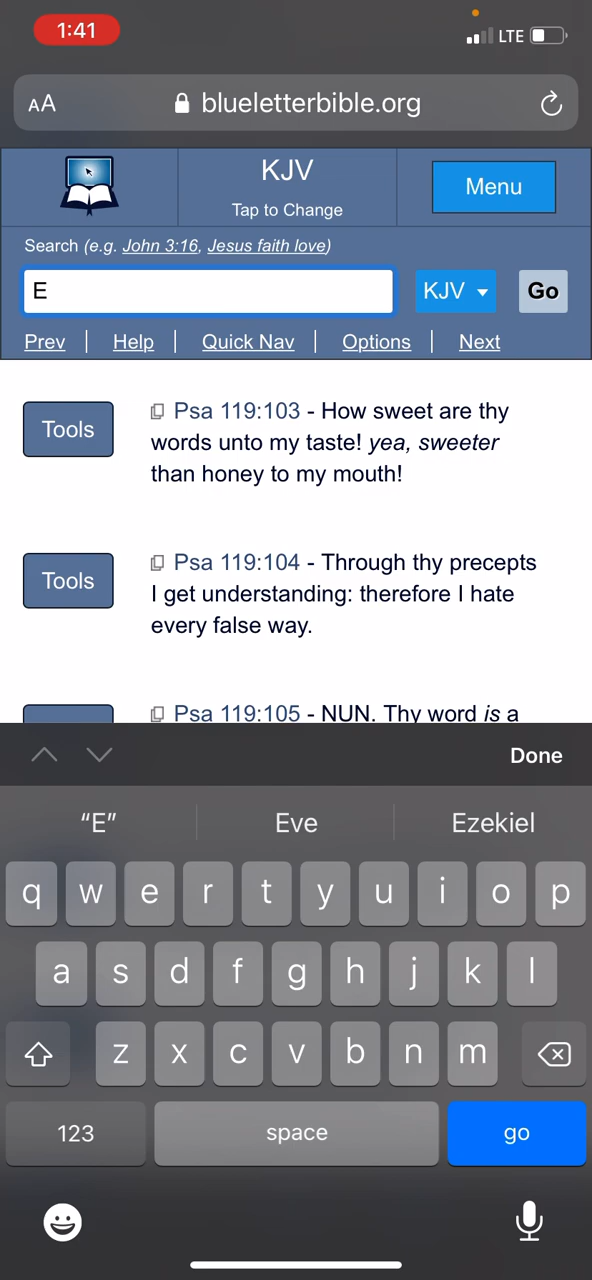 1:41
LTE
AA
blueletterbible.org
KJV
Tap to Change
Menu
Search (e.g. John 3:16, Jesus faith love)
E
KJV
Go
Prev | Help | Quick Nav | Options | Next
Tools
Psa 119:103 - How sweet are thy
words unto my taste! yea, sweeter
than honey to my mouth!
Tools
Psa 119:104 - Through thy precepts
I get understanding: therefore I hate
every false way.
Psa 119:105 - NUN. Thy word is a
Done
“E” Eve Ezekiel
q w e r t y u i o p
a s d f g h j k l
z x c v b n m
123 space go